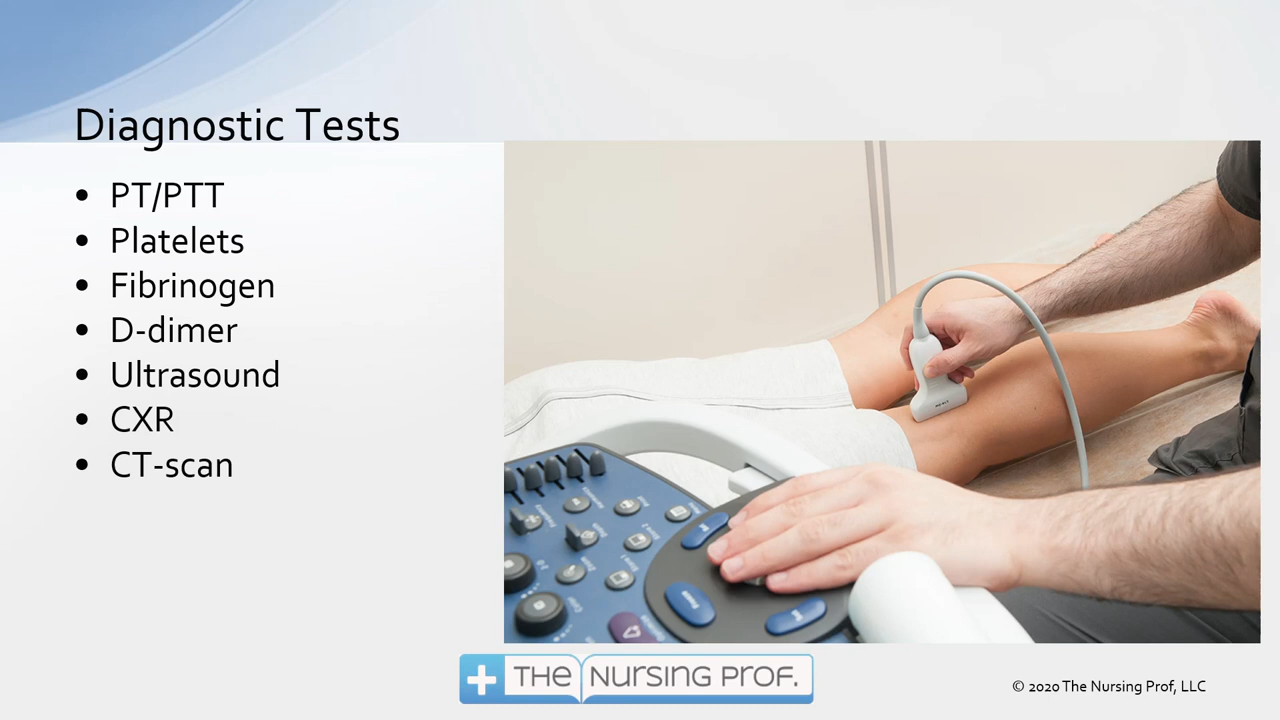 Diagnostic Tests
• PT/PTT
• Platelets
• Fibrinogen
• D-dimer
• Ultrasound
• CXR
• CT-scan
THE NURSING PROF.
© 2020 The Nursing Prof, LLC